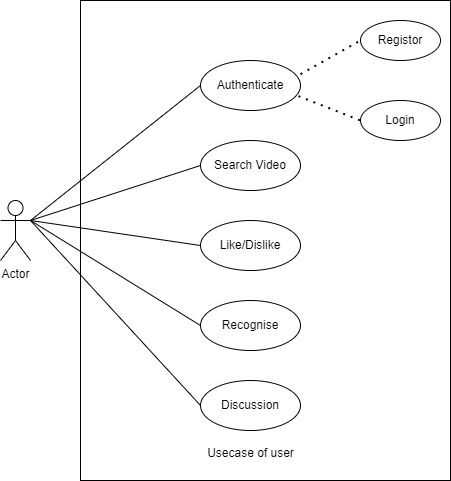 Registor
Authenticate
Login
Search Video
Like/Dislike
Actor
Recognise
Discussion
Usecase of user